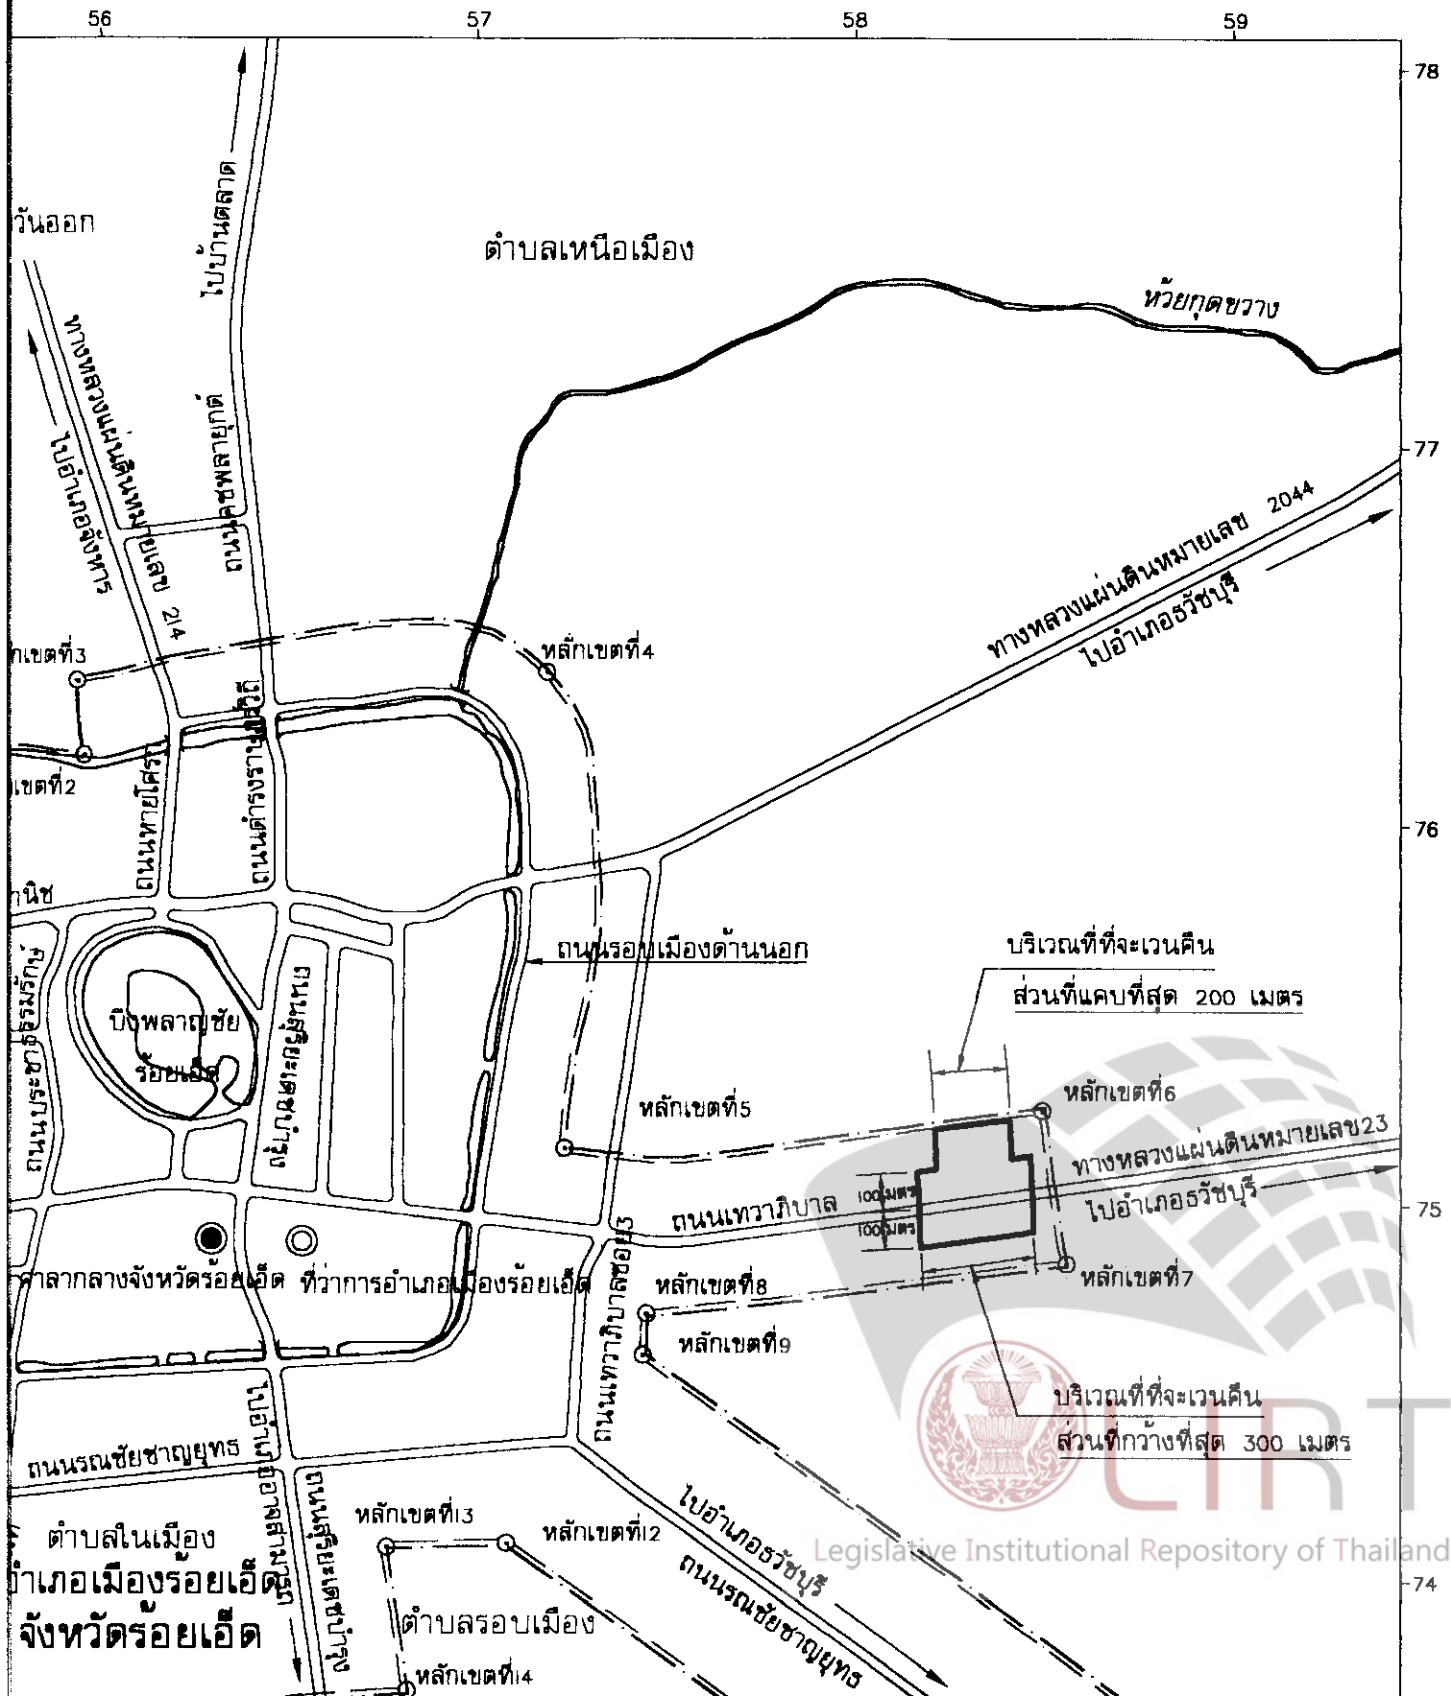 56 57 58 59
78
วันออก
ไปบ้านตลาด
ตำบลเหนือเมือง
ห้วยกุดขวาง
ทางหลวงแผ่นดินหมายเลข 214
ไปอำเภอจังหาร
ถนนคชพลายุกต์
77
ทางหลวงแผ่นดินหมายเลข 2044
ไปอำเภอธวัชบุรี
กเขตที่3
หลักเขตที่4
เขตที่2
ถนนหายโศรก
76
านิช
ถนนรอบเมืองด้านนอก
บริเวณที่ที่จะเวนคืน
ส่วนที่แคบที่สุด 200 เมตร
ถนนประชาธรรมรักษ์
บึงพลาญชัย
ร้อยเอ็ด
ถนนสุริยะเดชบำรุง
หลักเขตที่5
หลักเขตที่6
ทางหลวงแผ่นดินหมายเลข23
ไปอำเภอธวัชบุรี
ถนนเทวาภิบาล
100 เมตร
100 เมตร
75
ศาลากลางจังหวัดร้อยเอ็ด
ที่ว่าการอำเภอเมืองร้อยเอ็ด
ถนนเทวาภิบาลซอย3
หลักเขตที่7
หลักเขตที่8
หลักเขตที่9
บริเวณที่ที่จะเวนคืน
ส่วนที่กว้างที่สุด 300 เมตร
ถนนรณชัยชาญยุทธ
ไปอำเภออาจสามารถ
ถนนสุริยะเดชบำรุง
หลักเขตที่13
หลักเขตที่12
ไปอำเภอธวัชบุรี
ถนนรณชัยชาญยุทธ
LIRT
Legislative Institutional Repository of Thailand
74
ตำบลในเมือง
อำเภอเมืองร้อยเอ็ด
จังหวัดร้อยเอ็ด
ตำบลรอบเมือง
หลักเขตที่14